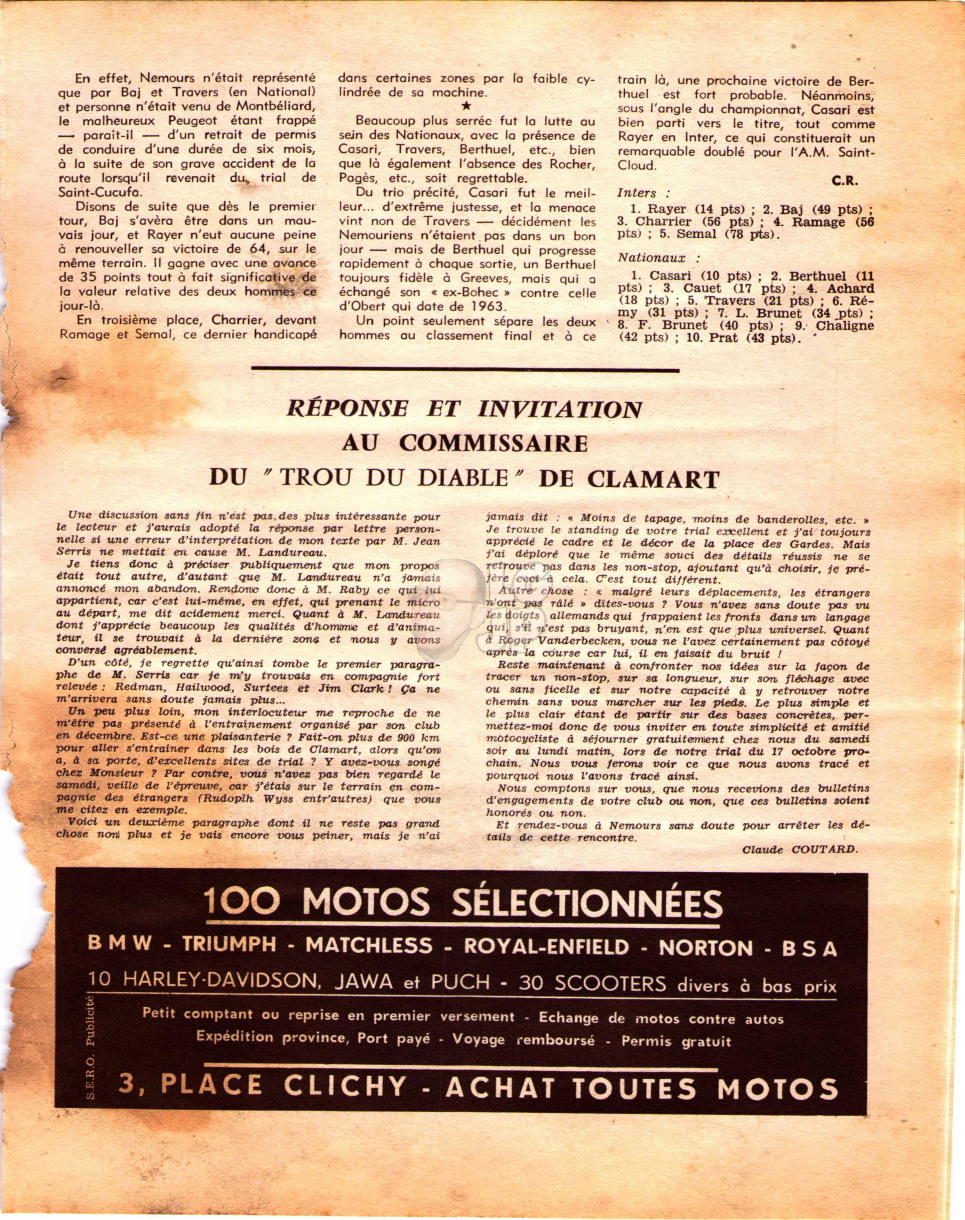 En effet, Nemours n'était représenté
que par Baj et Travers (en National)
et personne n'était venu de Montbéliard,
le malheureux Peugeot étant frappé
— paraît-il — d'un retrait de permis
de conduire d'une durée de six mois,
à la suite de son grave accident de la
route lorsqu'il revenait du trial de
Saint-Cucufa.
Disons de suite que dès le premier
tour, Baj s'avèra être dans un mau-
vais jour, et Rayer n'eut aucune peine
à renouveller sa victoire de 64, sur le
même terrain. Il gagne avec une avance
de 35 points tout à fait significative de
la valeur relative des deux hommes ce
jour-là.
En troisième place, Charrier, devant
Ramage et Semal, ce dernier handicapé
dans certaines zones par la faible cy-
lindrée de sa machine.
★
Beaucoup plus serrée fut la lutte au
sein des Nationaux, avec la présence de
Casari, Travers, Berthuel, etc., bien
que là également l'absence des Rocher,
Pagès, etc., soit regrettable.
Du trio précité, Casari fut le meil-
leur... d'extrême justesse, et la menace
vint non de Travers — décidément les
Nemouriens n'étaient pas dans un bon
jour — mais de Berthuel qui progresse
rapidement à chaque sortie, un Berthuel
toujours fidèle à Greeves, mais qui a
échangé son « ex-Bohec » contre celle
d'Obert qui date de 1963.
Un point seulement sépare les deux
hommes au classement final et à ce
train là, une prochaine victoire de Ber-
thuel est fort probable. Néanmoins,
sous l'angle du championnat, Casari est
bien parti vers le titre, tout comme
Rayer en Inter, ce qui constituerait un
remarquable doublé pour l'A.M. Saint-
Cloud.
C.R.
Inters :
1. Rayer (14 pts) ; 2. Baj (49 pts) ;
3. Charrier (56 pts) ; 4. Ramage (56
pts) ; 5. Semal (78 pts).
Nationaux :
1. Casari (10 pts) ; 2. Berthuel (11
pts) ; 3. Cauet (17 pts) ; 4. Achard
(18 pts) ; 5. Travers (21 pts) ; 6. Ré-
my (31 pts) ; 7. L. Brunet (34 pts) ;
8. F. Brunet (40 pts) ; 9. Chaligne
(42 pts) ; 10. Prat (43 pts).
RÉPONSE ET INVITATION
AU COMMISSAIRE
DU " TROU DU DIABLE " DE CLAMART
Une discussion sans fin n'est pas des plus intéressante pour
le lecteur et j'aurais adopté la réponse par lettre person-
nelle si une erreur d'interprétation de mon texte par M. Jean
Serris ne mettait en cause M. Landureau.
Je tiens donc à préciser publiquement que mon propos
était tout autre, d'autant que M. Landureau n'a jamais
annoncé mon abandon. Rendonc donc à M. Raby ce qui lui
appartient, car c'est lui-même, en effet, qui prenant le micro
au départ, me dit acidement merci. Quant à M. Landureau
dont j'apprécie beaucoup les qualités d'homme et d'anima-
teur, il se trouvait à la dernière zone et nous y avons
conversé agréablement.
D'un côté, je regrette qu'ainsi tombe le premier paragra-
phe de M. Serris car je m'y trouvais en compagnie fort
relevée : Redman, Hailwood, Surtees et Jim Clark ! Ça ne
m'arrivera sans doute jamais plus...
Un peu plus loin, mon interlocuteur me reproche de ne
m'être pas présenté à l'entraînement organisé par son club
en décembre. Est-ce une plaisanterie ? Fait-on plus de 900 km
pour aller s'entraîner dans les bois de Clamart, alors qu'on
a, à sa porte, d'excellents sites de trial ? Y avez-vous songé
chez Monsieur ? Par contre, vous n'avez pas bien regardé le
samedi, veille de l'épreuve, car j'étais sur le terrain en com-
pagnie des étrangers (Rudoplh Wyss entr'autres) que vous
me citez en exemple.
Voici un deuxième paragraphe dont il ne reste pas grand
chose non plus et je vais encore vous peiner, mais je n'ai
jamais dit : « Moins de tapage, moins de banderolles, etc. »
Je trouve le standing de votre trial excellent et j'ai toujours
apprécié le cadre et le décor de la place des Gardes. Mais
j'ai déploré que le même souci des détails réussis ne se
retrouve pas dans les non-stop, ajoutant qu'à choisir, je pré-
fère ceci à cela. C'est tout différent.
Autre chose : « malgré leurs déplacements, les étrangers
n'ont pas râlé » dites-vous ? Vous n'avez sans doute pas vu
les doigts allemands qui frappaient les fronts dans un langage
qui, s'il n'est pas bruyant, n'en est que plus universel. Quant
à Roger Vanderbecken, vous ne l'avez certainement pas côtoyé
après la course car lui, il en faisait du bruit !
Reste maintenant à confronter nos idées sur la façon de
tracer un non-stop, sur sa longueur, sur son fléchage avec
ou sans ficelle et sur notre capacité à y retrouver notre
chemin sans vous marcher sur les pieds. Le plus simple et
le plus clair étant de partir sur des bases concrètes, per-
mettez-moi donc de vous inviter en toute simplicité et amitié
motocycliste à séjourner gratuitement chez nous du samedi
soir au lundi matin, lors de notre trial du 17 octobre pro-
chain. Nous vous ferons voir ce que nous avons tracé et
pourquoi nous l'avons tracé ainsi.
Nous comptons sur vous, que nous recevions des bulletins
d'engagements de votre club ou non, que ces bulletins soient
honorés ou non.
Et rendez-vous à Nemours sans doute pour arrêter les dé-
tails de cette rencontre.
Claude COUTARD.
100 MOTOS SÉLECTIONNÉES
BMW - TRIUMPH - MATCHLESS - ROYAL-ENFIELD - NORTON - BSA
10 HARLEY-DAVIDSON, JAWA et PUCH - 30 SCOOTERS divers à bas prix
Petit comptant ou reprise en premier versement - Echange de motos contre autos
Expédition province, Port payé - Voyage remboursé - Permis gratuit
3, PLACE CLICHY - ACHAT TOUTES MOTOS
S.E.R.O. Publicité